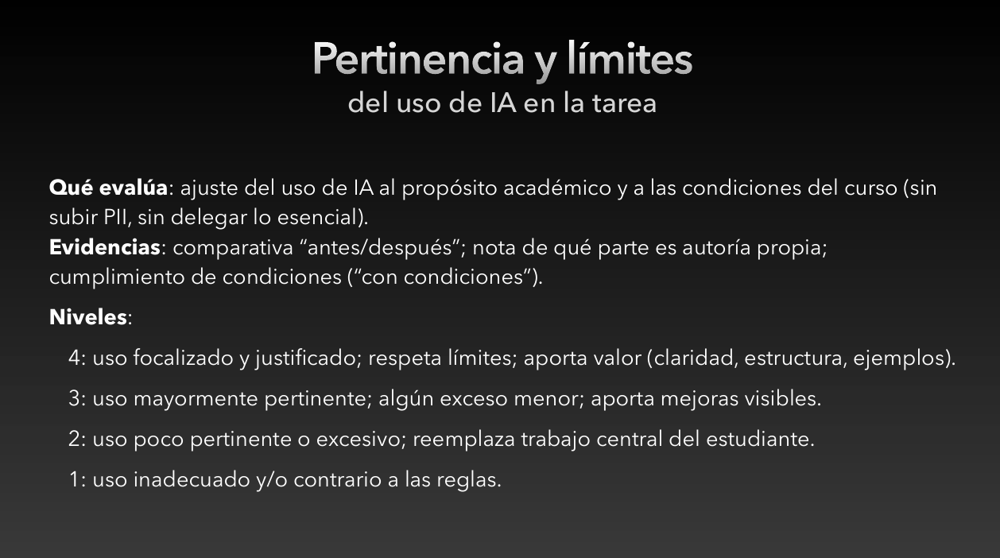 Pertinencia y límites
del uso de IA en la tarea
Qué evalúa: ajuste del uso de IA al propósito académico y a las condiciones del curso (sin
subir PII, sin delegar lo esencial).
Evidencias: comparativa “antes/después”; nota de qué parte es autoría propia;
cumplimiento de condiciones (“con condiciones”).
Niveles:
4: uso focalizado y justificado; respeta límites; aporta valor (claridad, estructura, ejemplos).
3: uso mayormente pertinente; algún exceso menor; aporta mejoras visibles.
2: uso poco pertinente o excesivo; reemplaza trabajo central del estudiante.
1: uso inadecuado y/o contrario a las reglas.